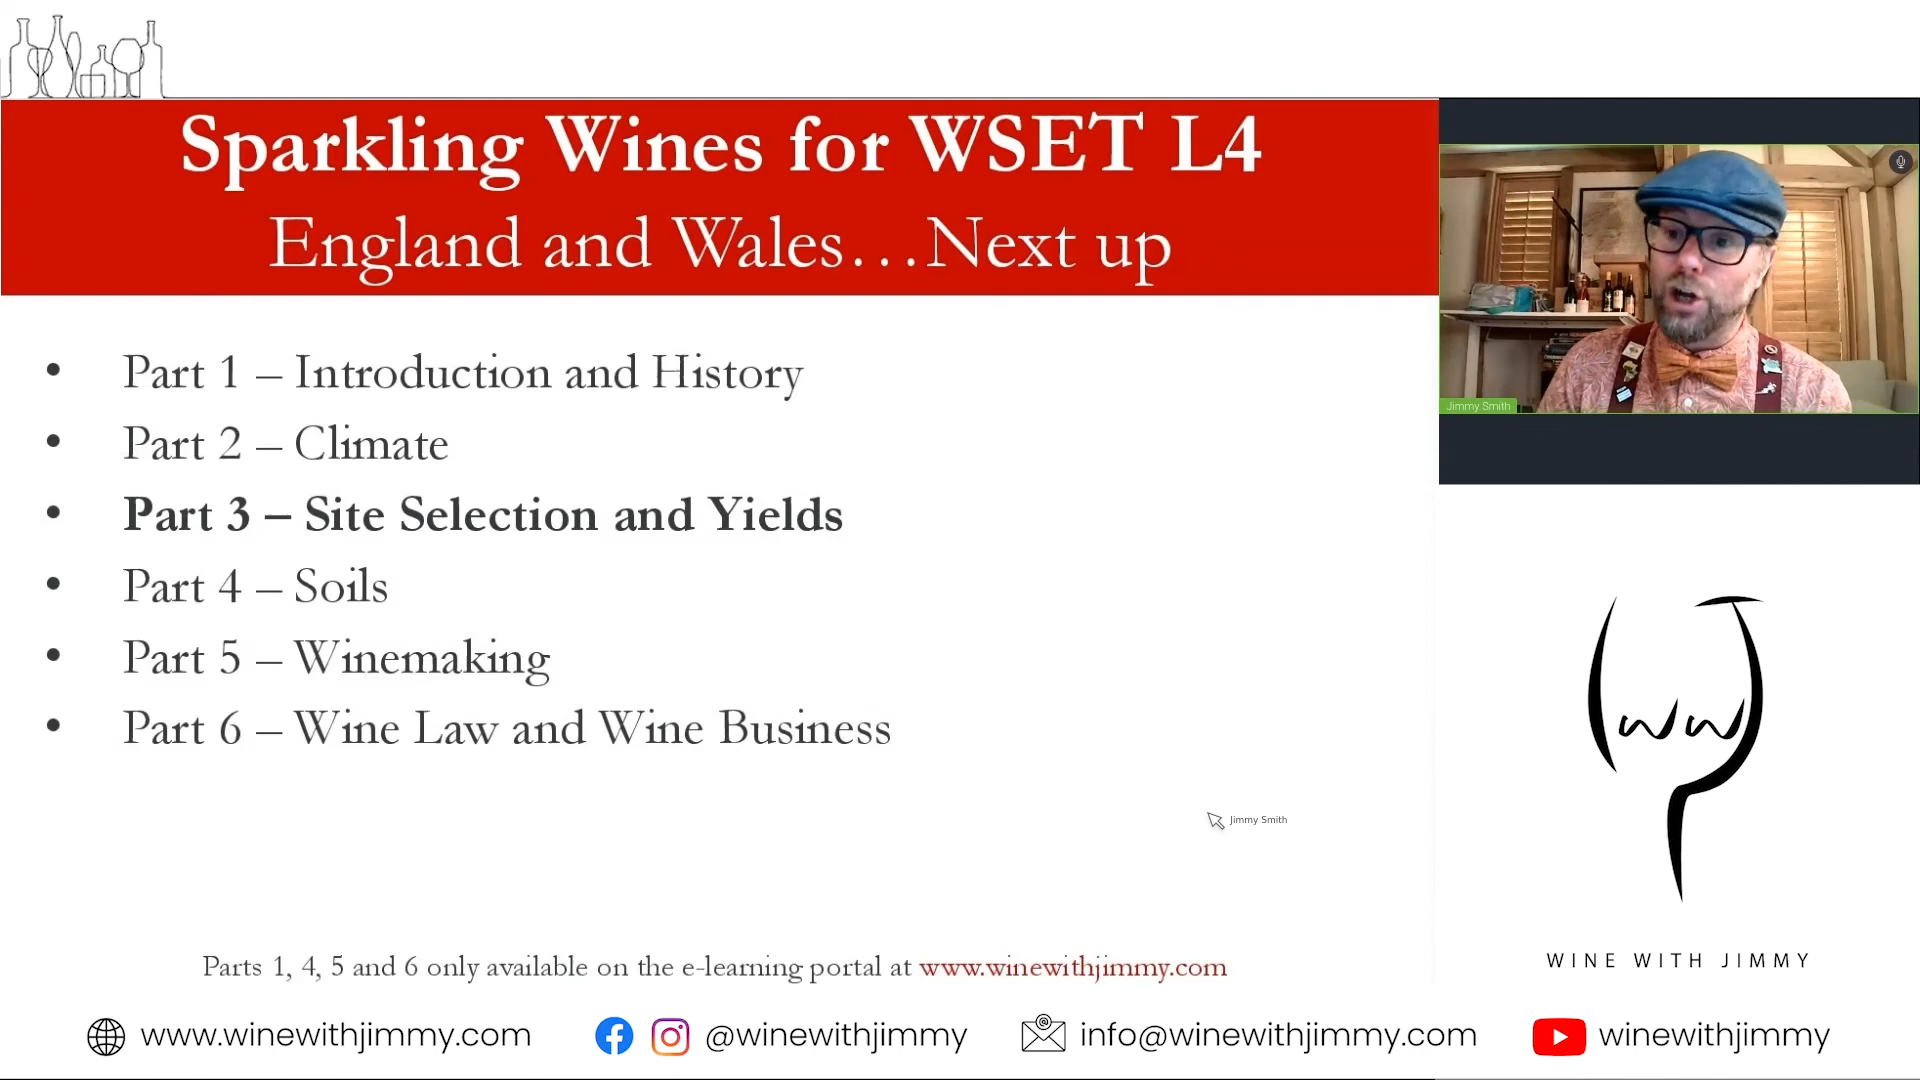 Sparkling Wines for WSET L4
England and Wales…Next up
Jimmy Smith
• Part 1 – Introduction and History
• Part 2 – Climate
• Part 3 – Site Selection and Yields
• Part 4 – Soils
• Part 5 – Winemaking
• Part 6 – Wine Law and Wine Business
Jimmy Smith
Parts 1, 4, 5 and 6 only available on the e-learning portal at www.winewithjimmy.com
WINE WITH JIMMY
www.winewithjimmy.com @winewithjimmy info@winewithjimmy.com winewithjimmy